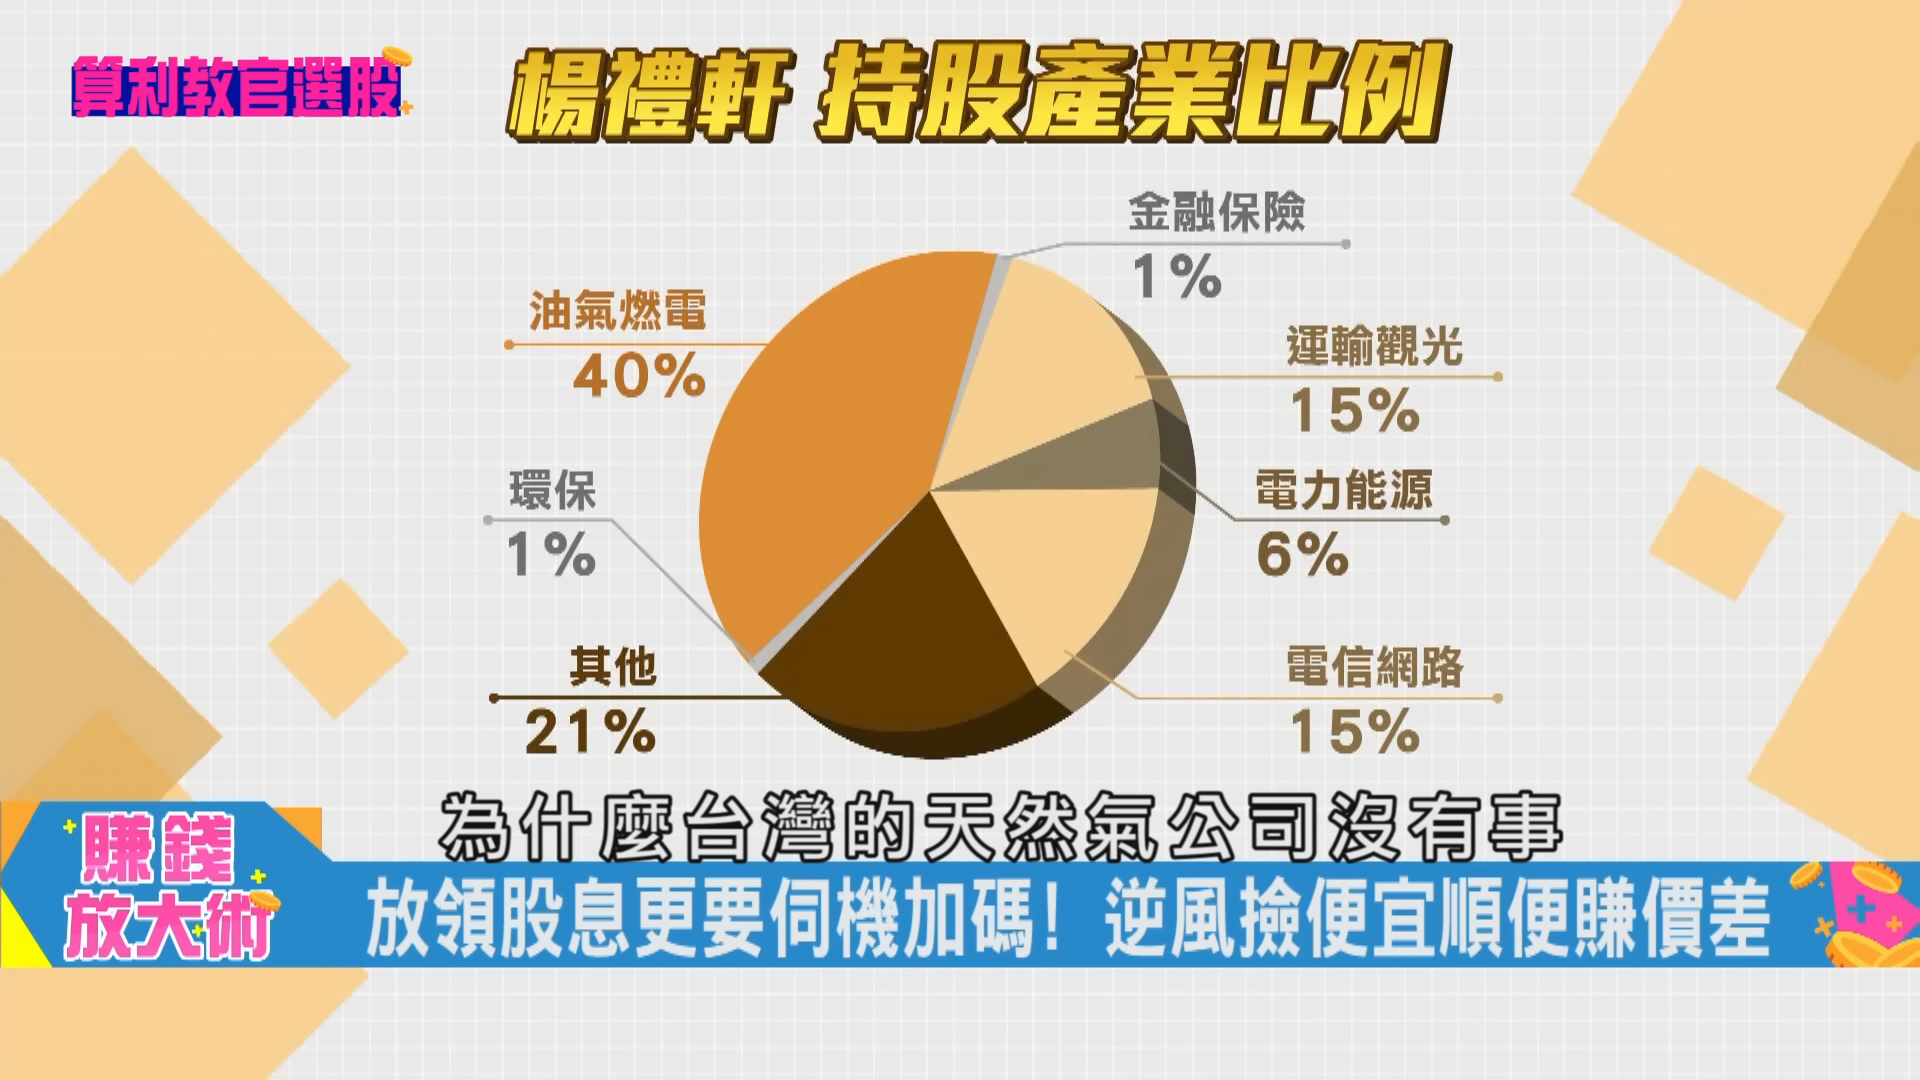 算利教官選股
楊禮軒 持股產業比例
金融保險
1%
油氣燃電
40%
運輸觀光
15%
環保
1%
電力能源
6%
其他
21%
電信網路
15%
為什麼台灣的天然氣公司沒有事
賺錢
放大術
放領股息更要伺機加碼! 逆風撿便宜順便賺價差